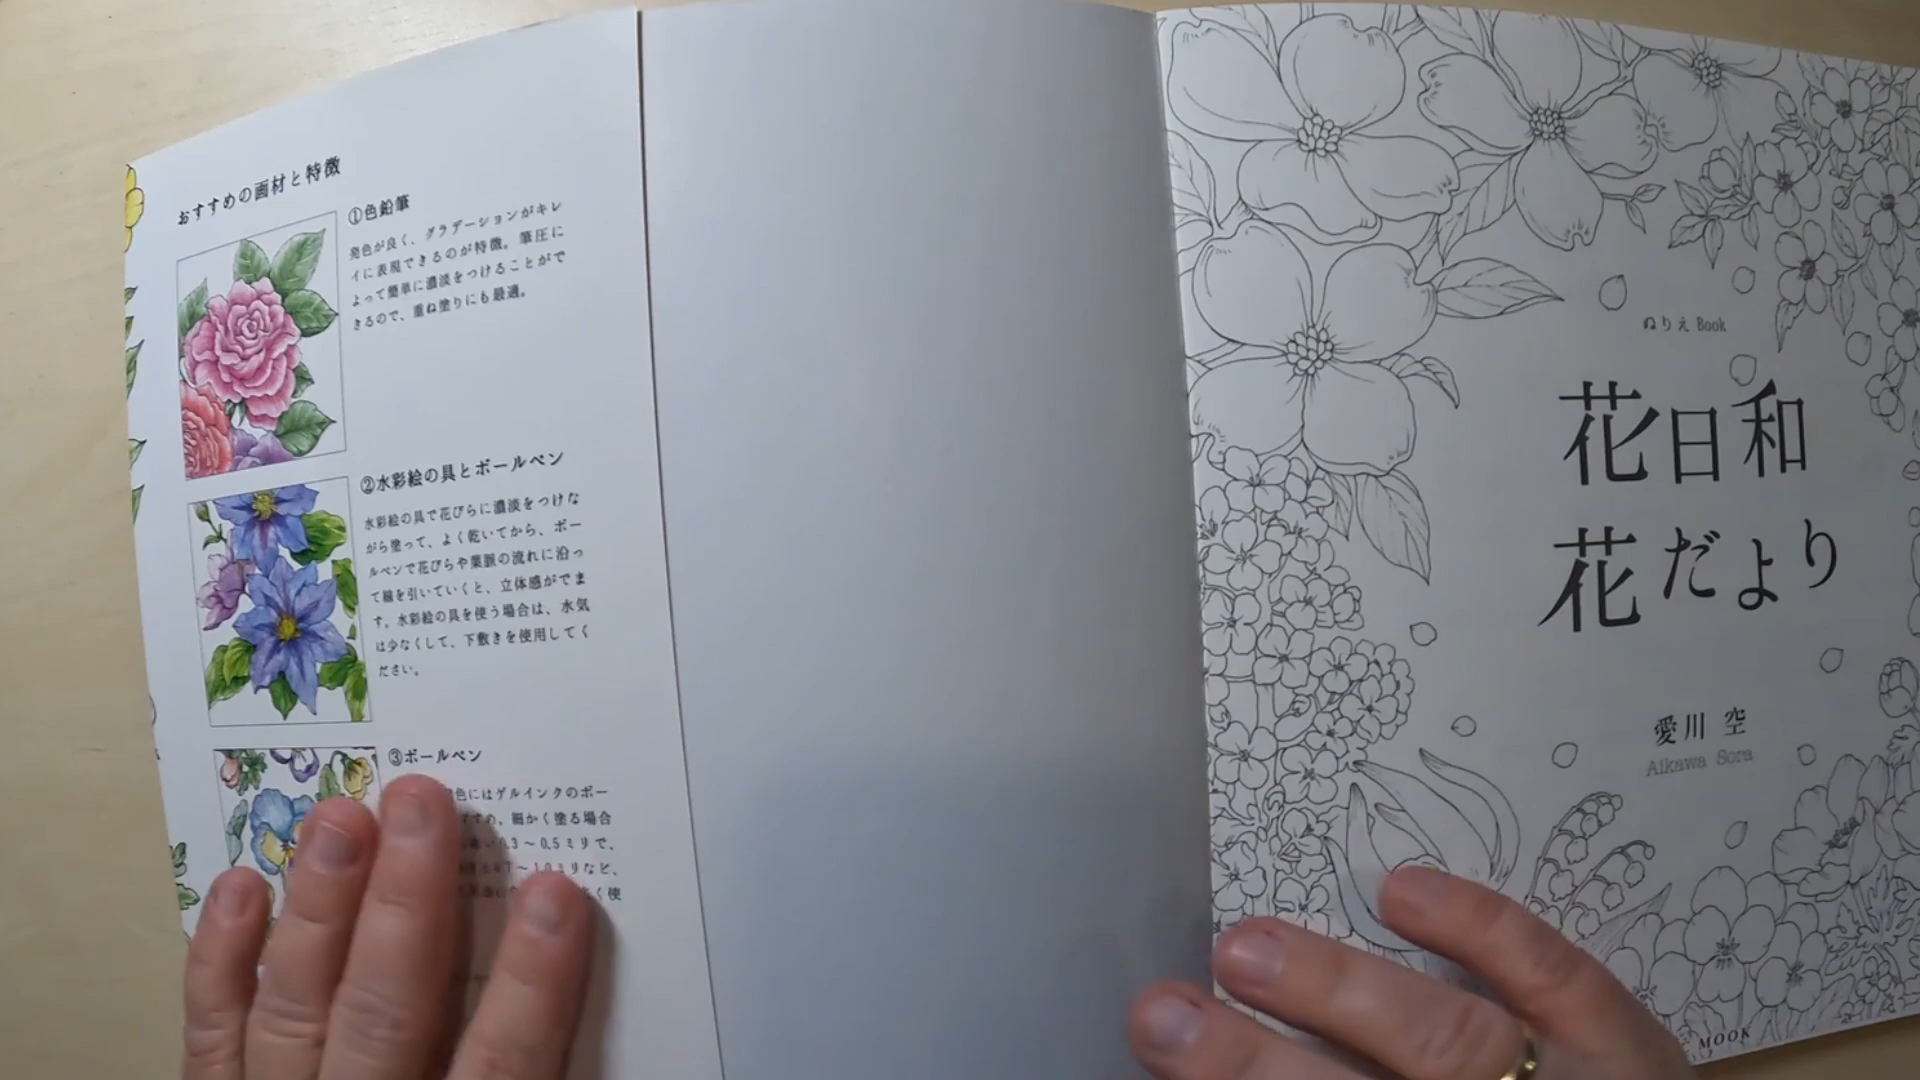 おすすめの画材と特徴
①色鉛筆
発色が良く、グラデーションがキレ
イに表現できるのが特徴。筆圧に
よって簡単に濃淡をつけることがで
きるので、重ね塗りにも最適。
②水彩絵の具とボールペン
水彩絵の具で花びらに濃淡をつけな
がら塗って、よく乾いてから、ボー
ルペンで花びらや葉脈の流れに沿っ
て線を引いていくと、立体感がでま
す。水彩絵の具を使う場合は、水気
は少なくして、下敷きを使用してく
ださい。
③ボールペン
色にはゲルインクのボー
すめ。細かく塗る場合
0.3～0.5ミリで、
～1.0ミリなど、
く使
ぬりえ Book
花日和
花だより
愛川 空
Aikawa Sora
MOOK